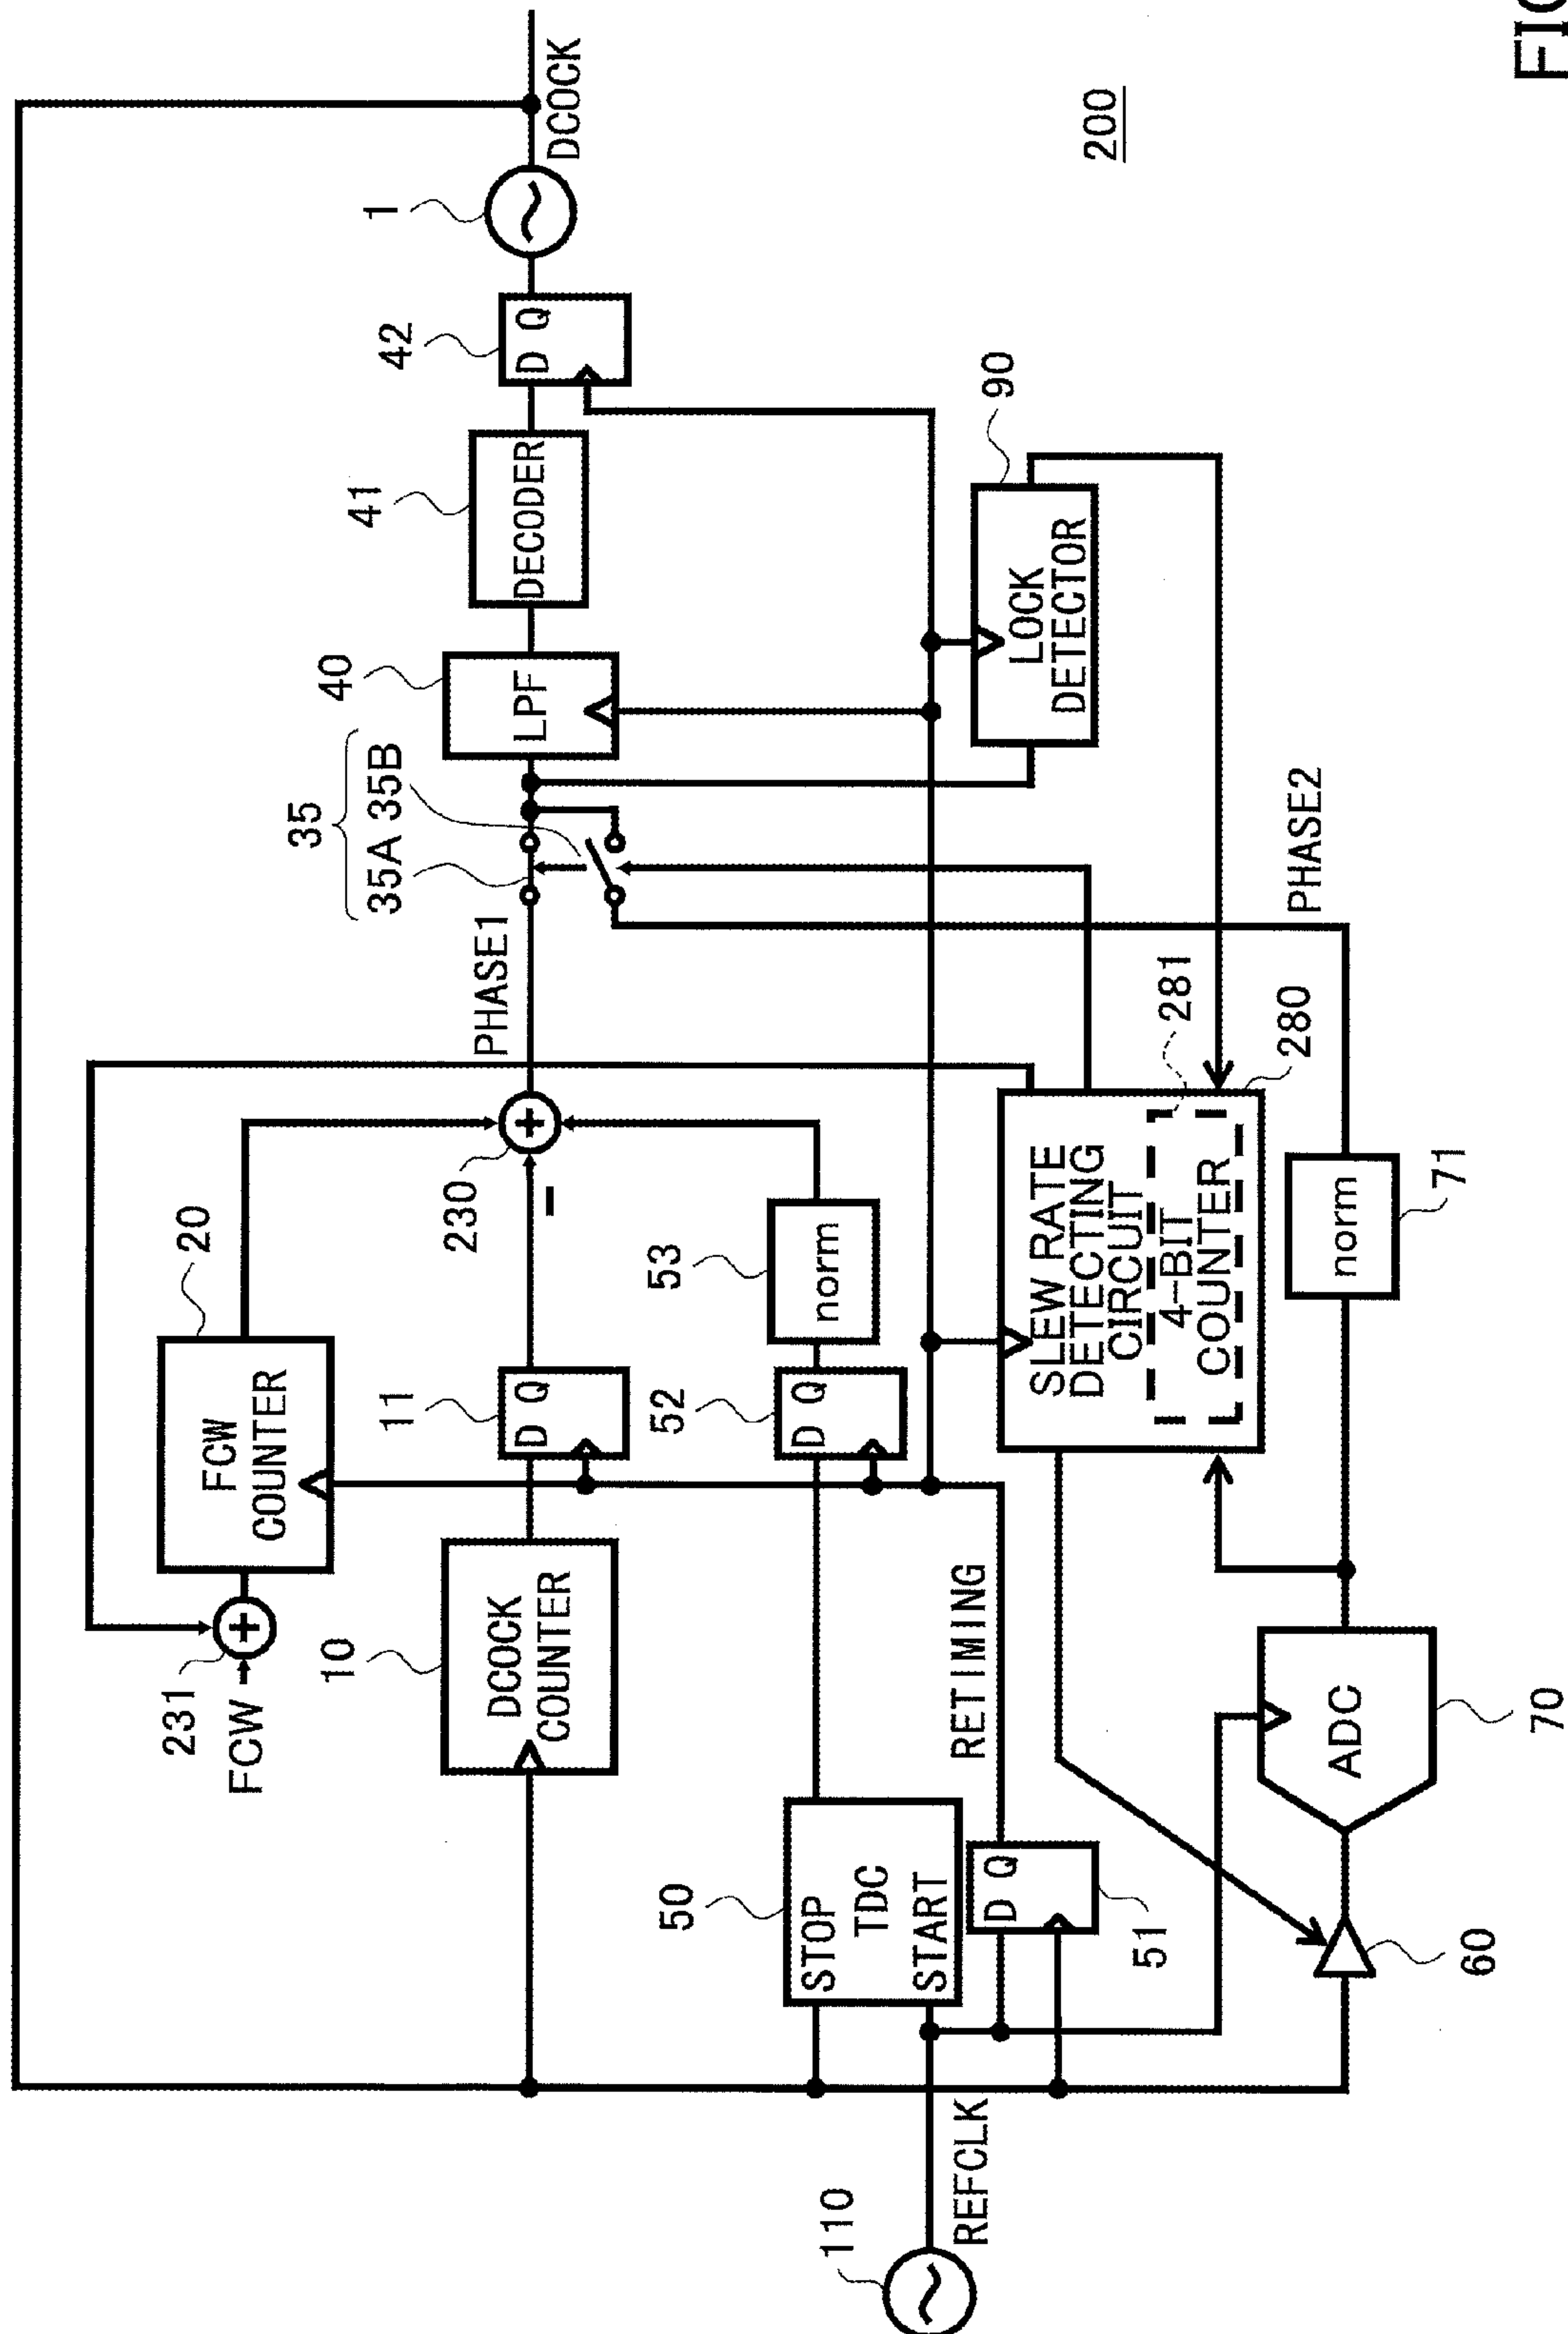 FIG
200
DCOCK
1
42
D Q
41
DECODER
40
LPF
35
35A 35B
90
LOCK
DETECTOR
PHASE1
PHASE2
281
280
SLEW RATE
DETECTING
CIRCUIT
4-BIT
COUNTER
71
norm
230
+
−
53
norm
20
FCW
COUNTER
11
D Q
52
D Q
231
+
FCW
10
DCOCK
COUNTER
RETIMING
50
STOP
TDC
START
D Q
51
ADC
70
60
110
REFCLK